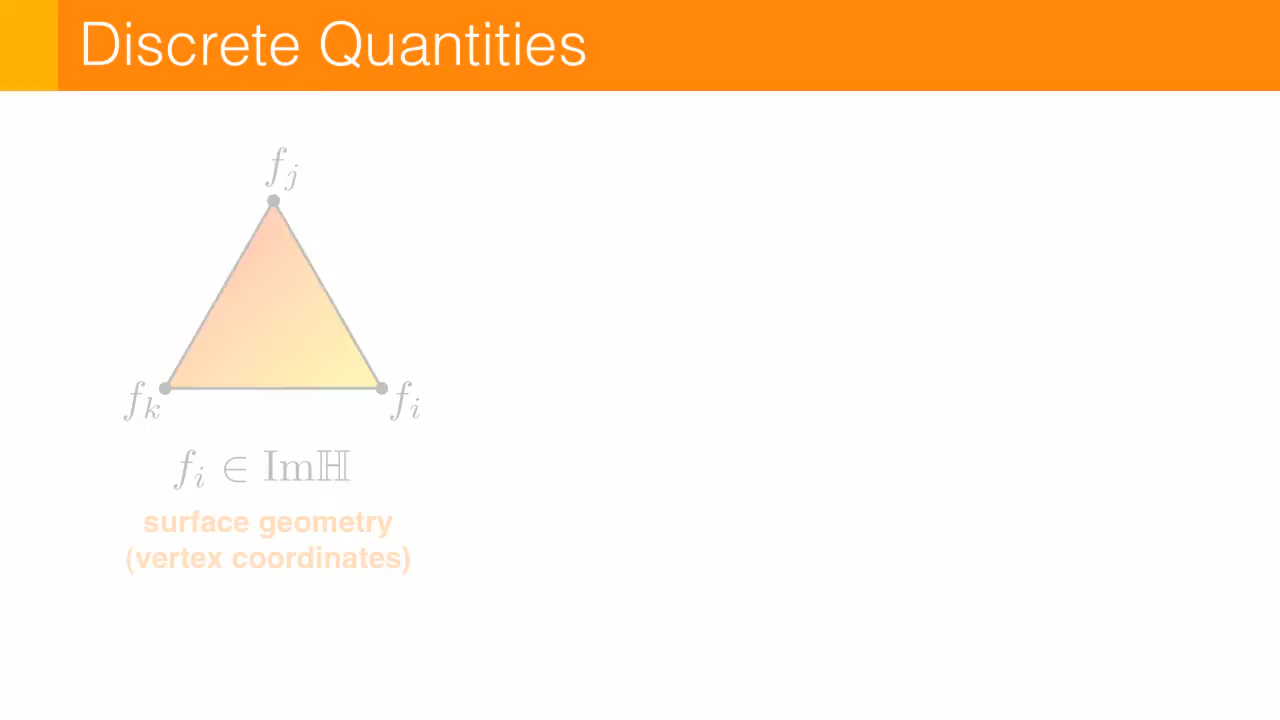 Discrete Quantities
f_j
f_k f_i
f_i ∈ Imℍ
surface geometry
(vertex coordinates)